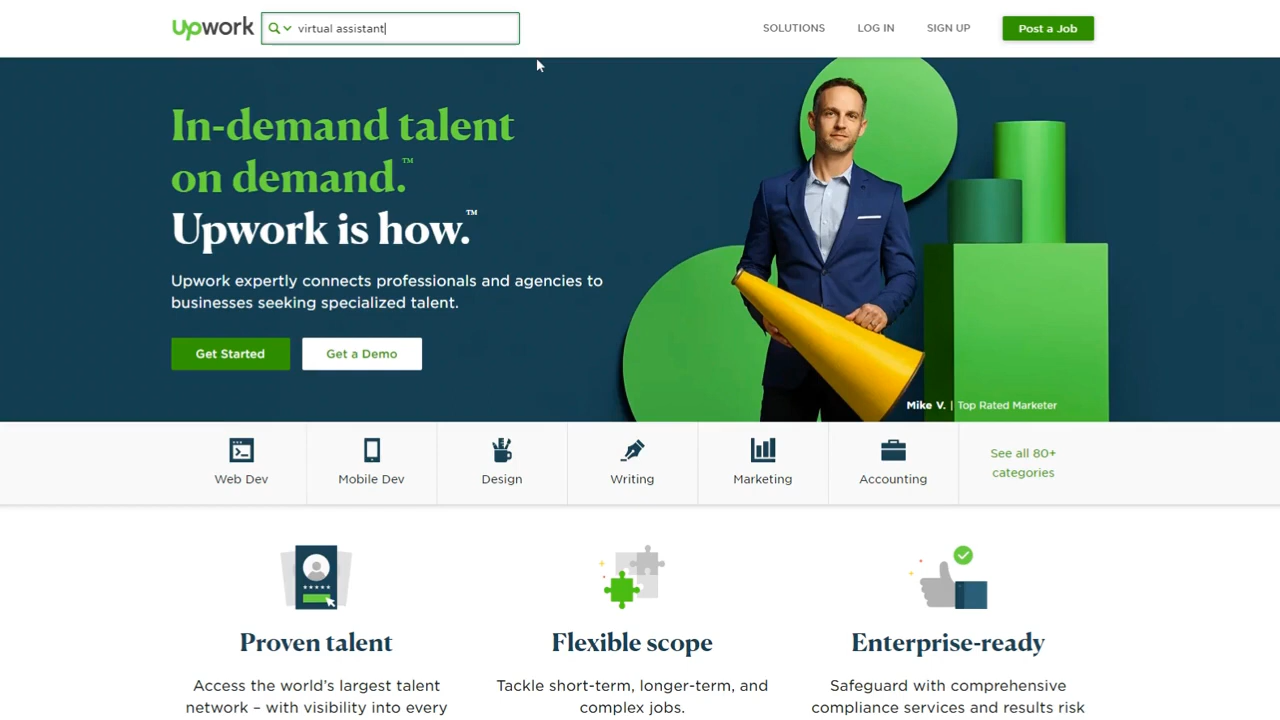 Upwork
virtual assistant
SOLUTIONS
LOG IN
SIGN UP
Post a Job
In-demand talent
on demand.™
Upwork is how.™
Upwork expertly connects professionals and agencies to
businesses seeking specialized talent.
Get Started
Get a Demo
Mike V. | Top Rated Marketer
Web Dev
Mobile Dev
Design
Writing
Marketing
Accounting
See all 80+
categories
Proven talent
Access the world's largest talent
network – with visibility into every
Flexible scope
Tackle short-term, longer-term, and
complex jobs.
Enterprise-ready
Safeguard with comprehensive
compliance services and results risk